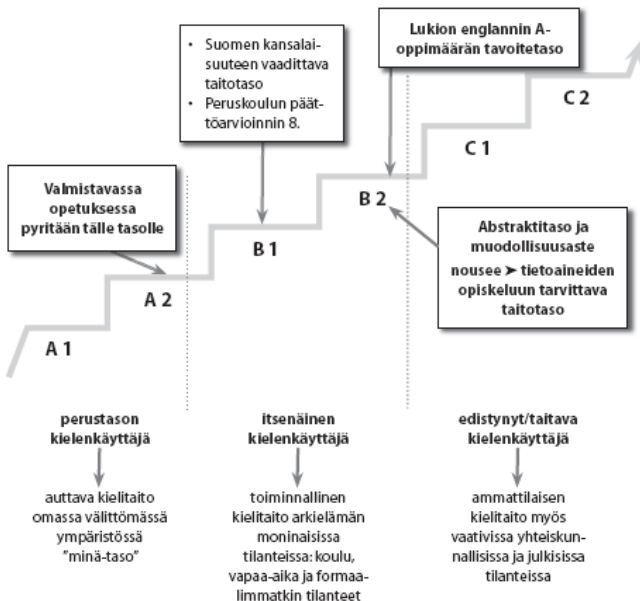 Lukion englannin A-
oppimäärän tavoitetaso
• Suomen kansalai-
suuteen vaadittava
taitotaso
• Peruskoulun päät-
töarvioinnin 8.
Valmistavassa
opetuksessa
pyritään tälle tasolle
C 2
C 1
B 2
B 1
A 2
A 1
Abstraktitaso ja
muodollisuusaste
nousee ➤ tietoaineiden
opiskeluun tarvittava
taitotaso
perustason
kielenkäyttäjä
auttava kielitaito
omassa välittömässä
ympäristössä
”minä-taso”
itsenäinen
kielenkäyttäjä
toiminnallinen
kielitaito arkielämän
moninaisissa
tilanteissa: koulu,
vapaa-aika ja formaa-
limmatkin tilanteet
edistynyt/taitava
kielenkäyttäjä
ammattilaisen
kielitaito myös
vaativissa yhteiskun-
nallisissa ja julkisissa
tilanteissa